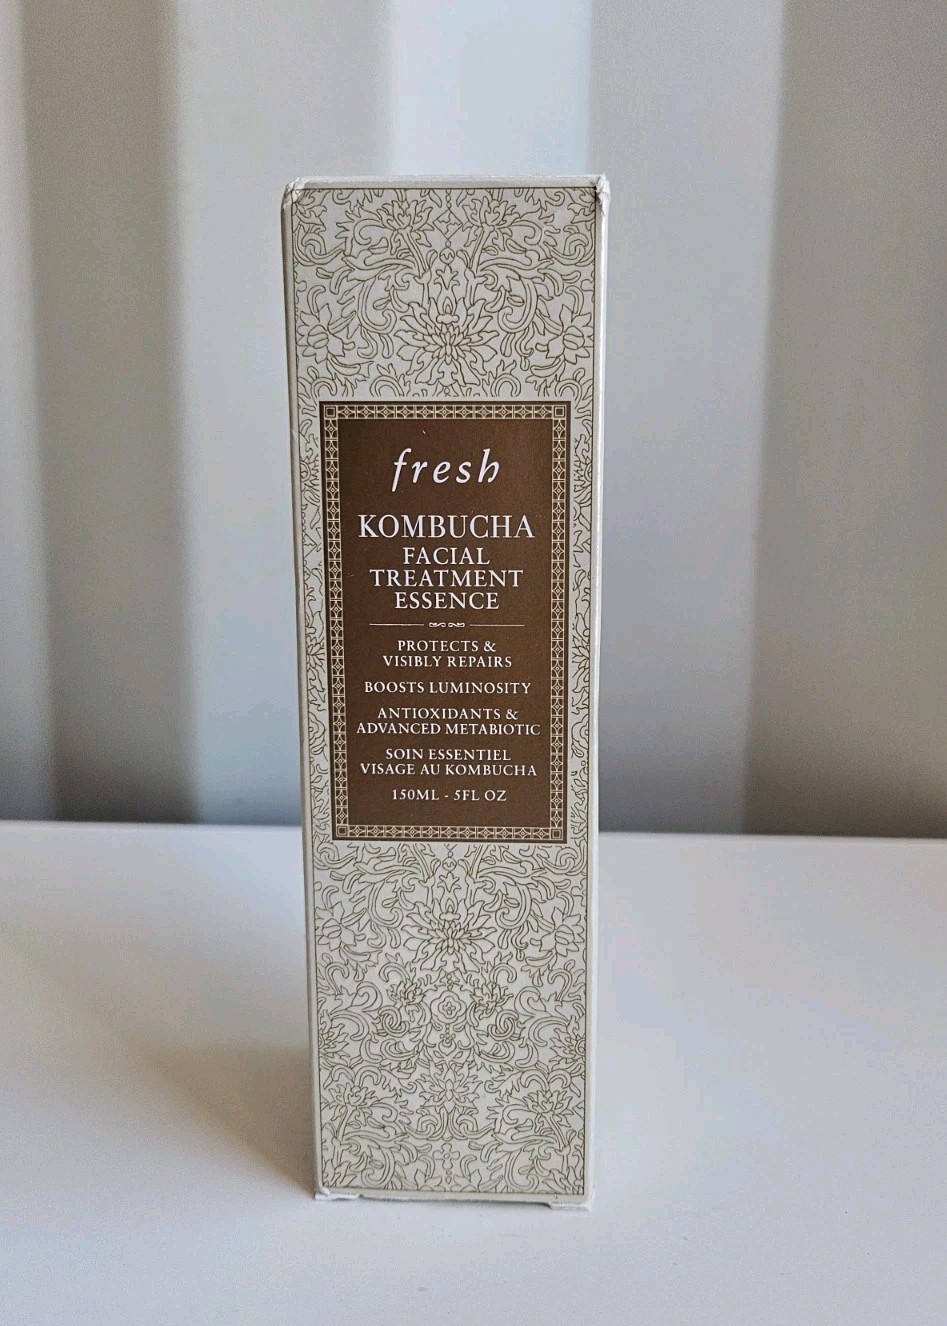 fresh
KOMBUCHA
FACIAL
TREATMENT
ESSENCE
PROTECTS &
VISIBLY REPAIRS
BOOSTS LUMINOSITY
ANTIOXIDANTS &
ADVANCED METABIOTIC
SOIN ESSENTIEL
VISAGE AU KOMBUCHA
150ML - 5FL OZ